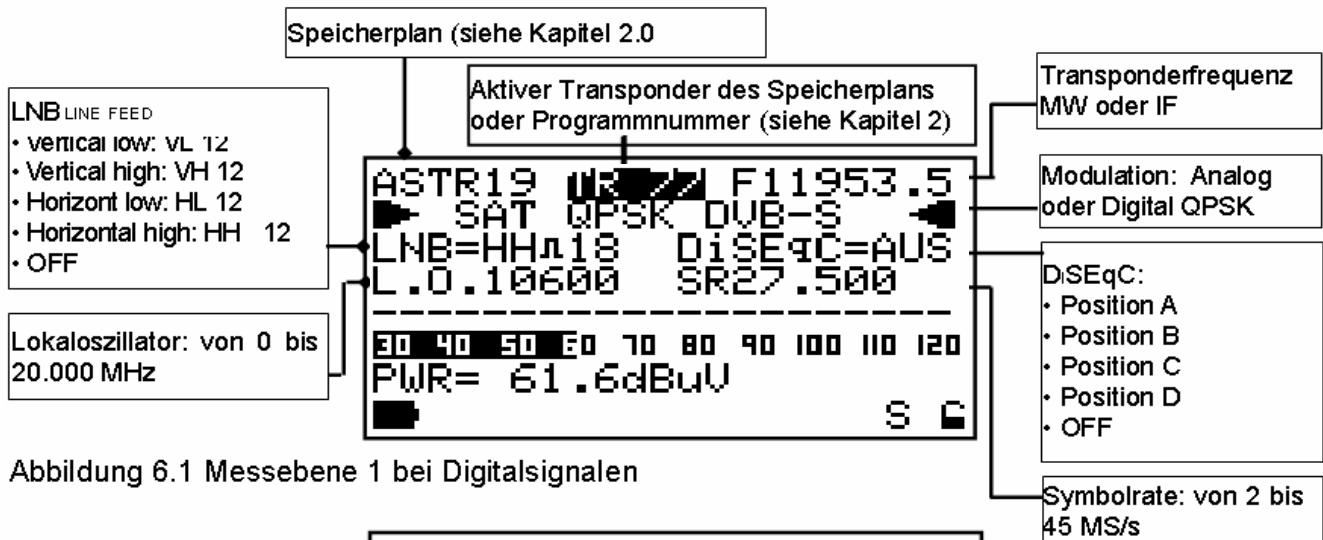 Speicherplan (siehe Kapitel 2.0
Aktiver Transponder des Speicherplans
oder Programmnummer (siehe Kapitel 2)
Transponderfrequenz
MW oder IF
LNB LINE FEED
• Vertical low: VL 12
• Vertical high: VH 12
• Horizont low: HL 12
• Horizontal high: HH 12
• OFF
Modulation: Analog
oder Digital QPSK
ASTR19 F11953.5
SAT QPSK DVB-S
LNB=HH 18 DiSEqC=AUS
L.O.10600 SR27.500
30 40 50 60 70 80 90 100 110 120
PWR= 61.6dBuV
S
DiSEqC:
• Position A
• Position B
• Position C
• Position D
• OFF
Lokaloszillator: von 0 bis
20.000 MHz
Abbildung 6.1 Messebene 1 bei Digitalsignalen
Symbolrate: von 2 bis
45 MS/s